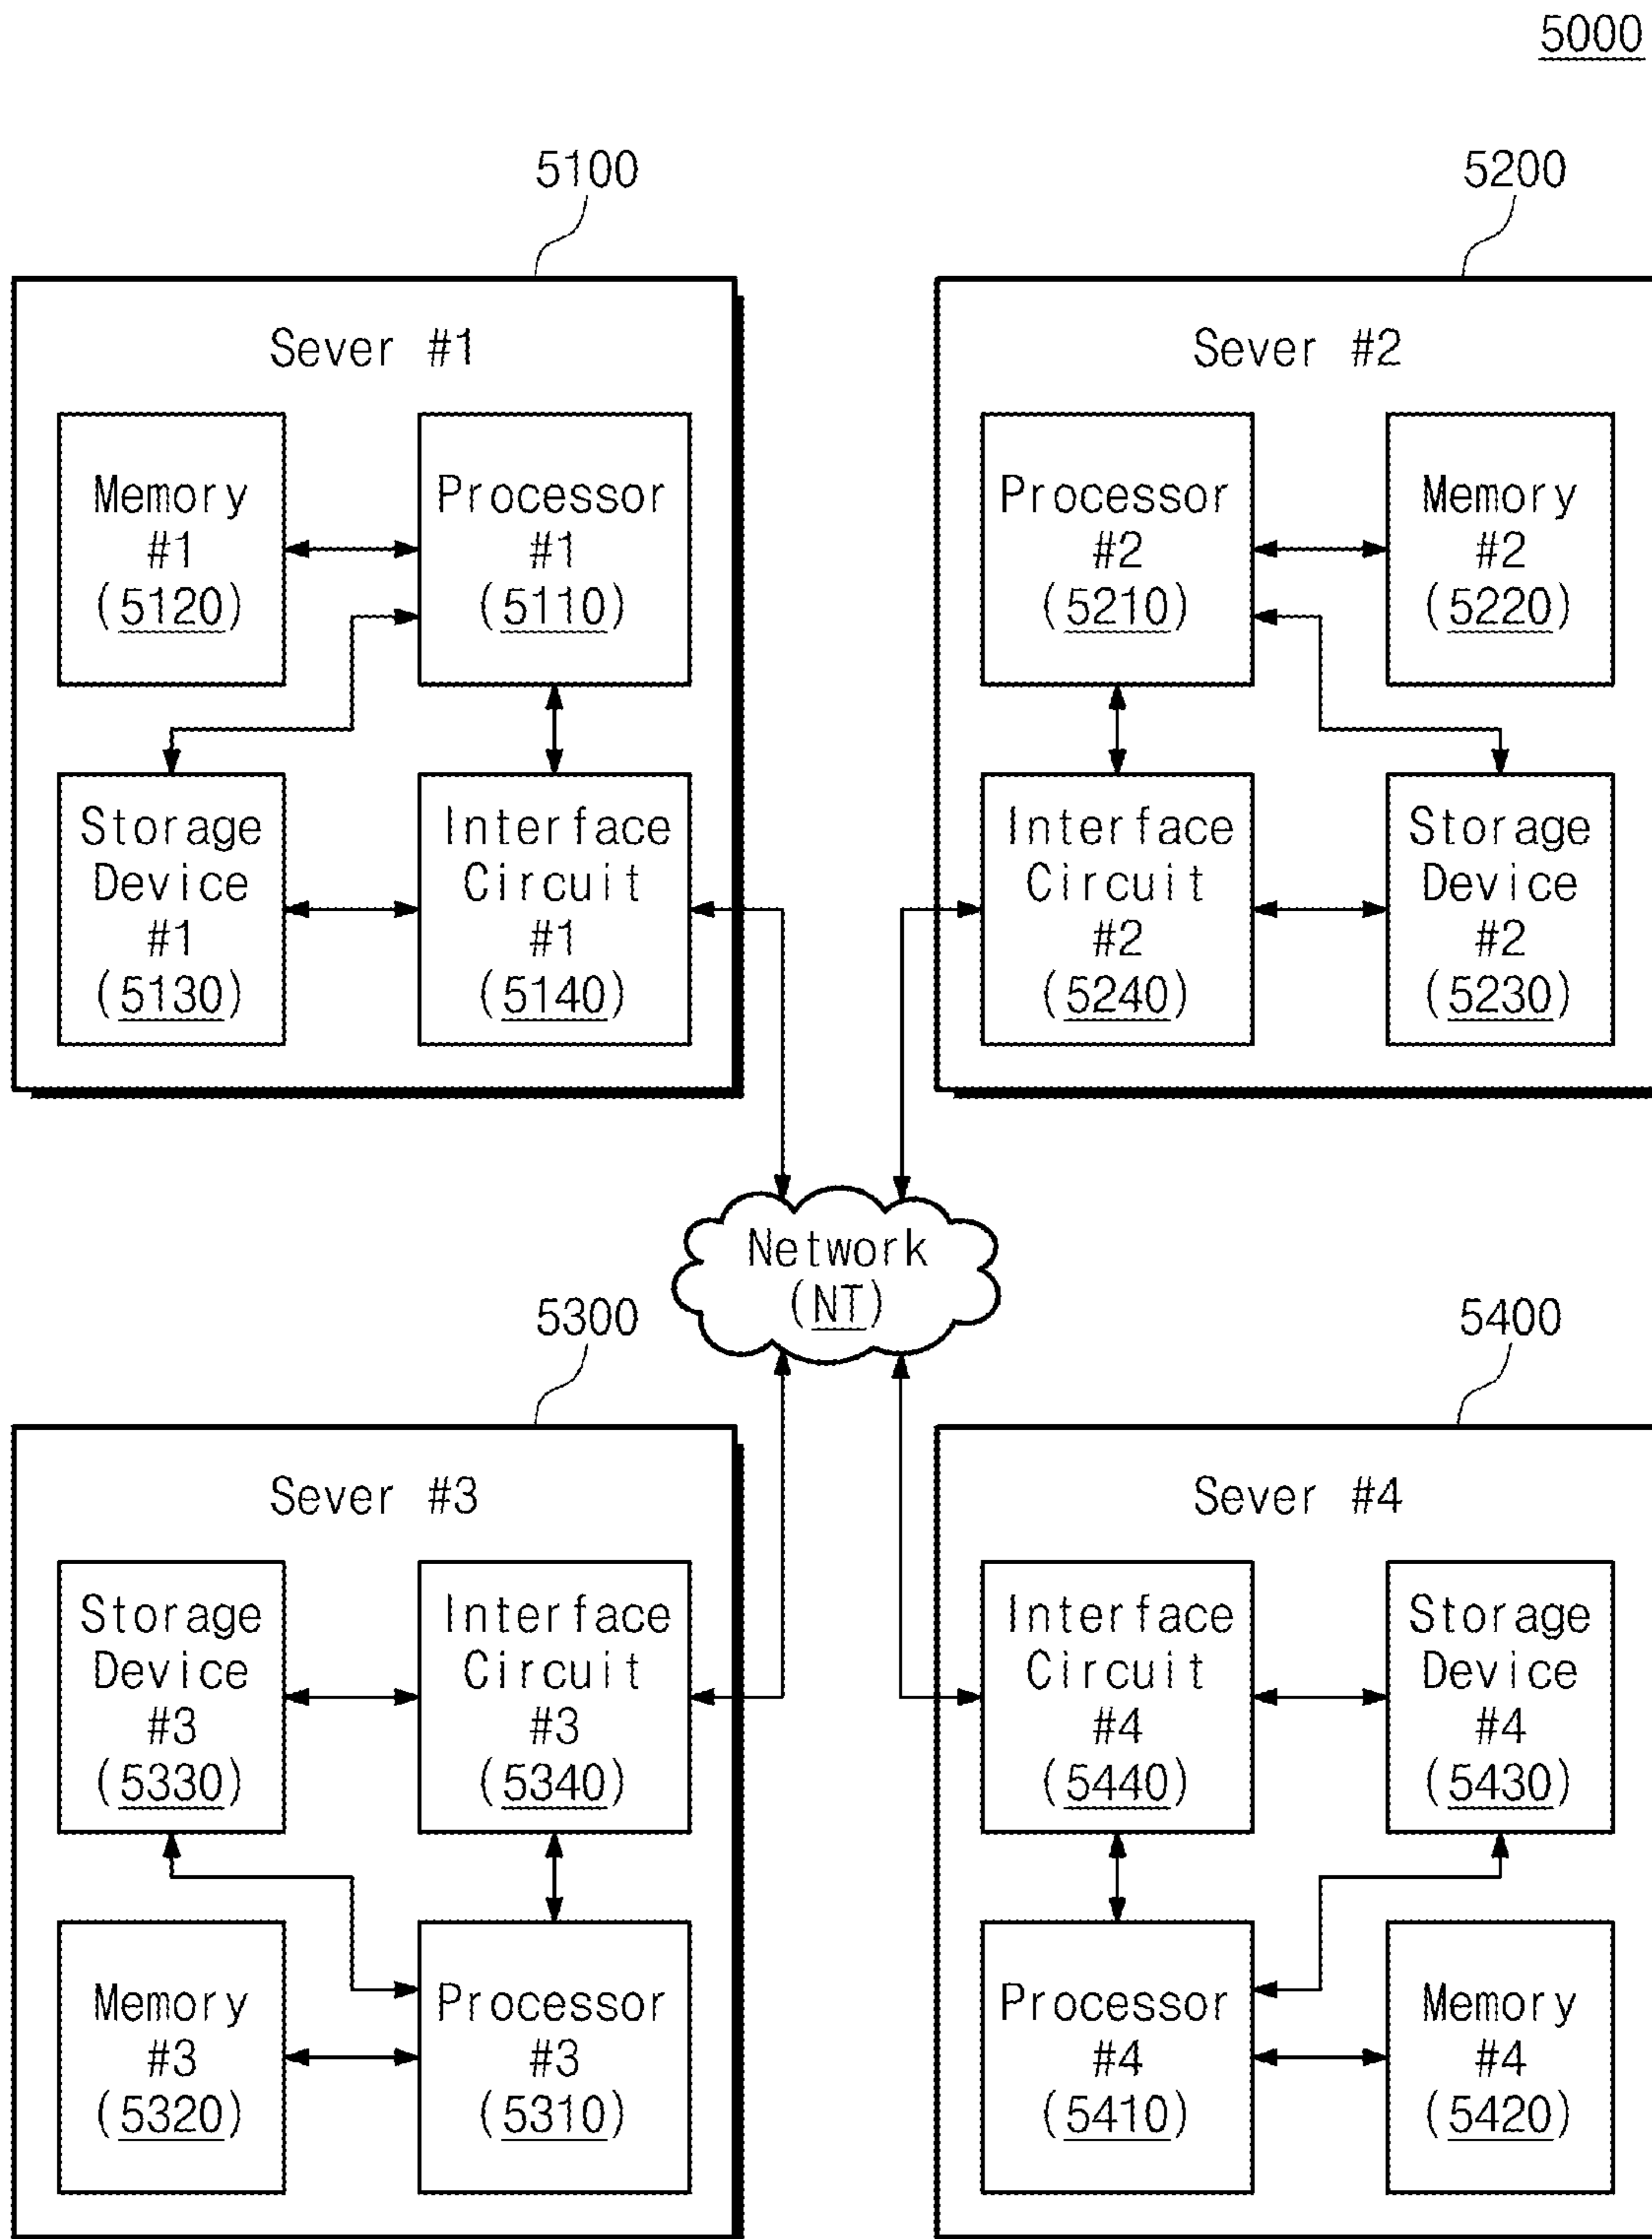 5000
5100
Sever #1
Memory
#1
(5120)
Processor
#1
(5110)
Storage
Device
#1
(5130)
Interface
Circuit
#1
(5140)
5200
Sever #2
Processor
#2
(5210)
Memory
#2
(5220)
Interface
Circuit
#2
(5240)
Storage
Device
#2
(5230)
Network
(NT)
5300
Sever #3
Storage
Device
#3
(5330)
Interface
Circuit
#3
(5340)
Memory
#3
(5320)
Processor
#3
(5310)
5400
Sever #4
Interface
Circuit
#4
(5440)
Storage
Device
#4
(5430)
Processor
#4
(5410)
Memory
#4
(5420)